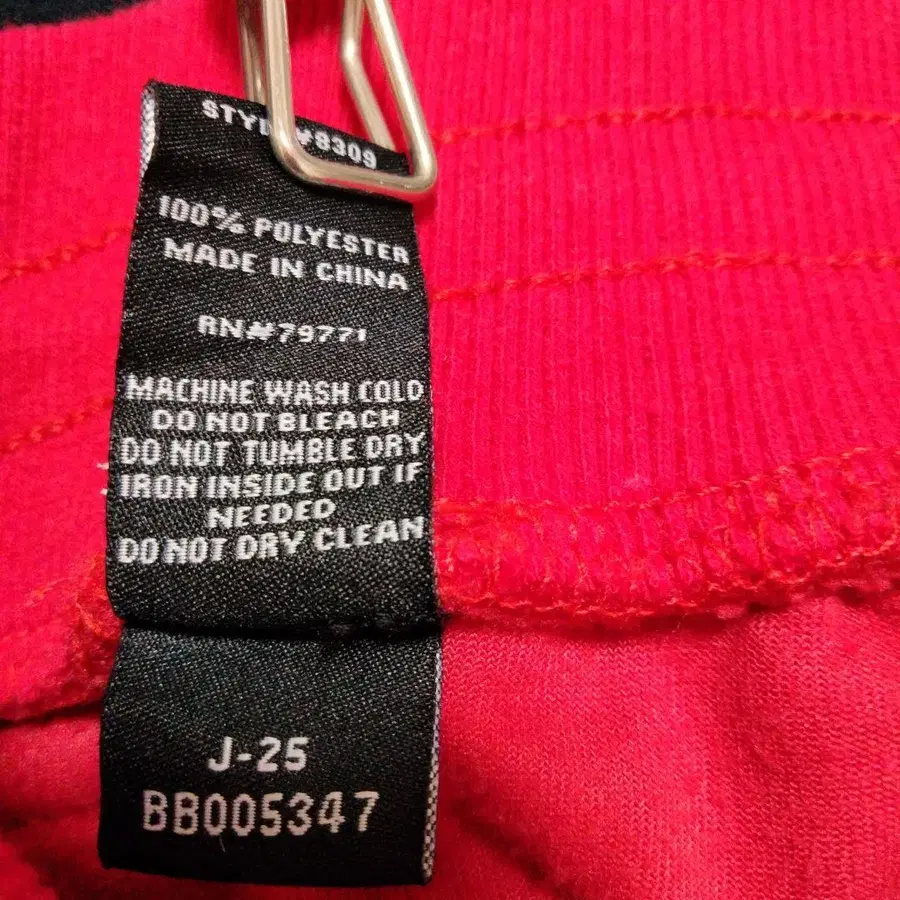 STYL #8309
100% POLYESTER
MADE IN CHINA
RN#79771
MACHINE WASH COLD
DO NOT BLEACH
DO NOT TUMBLE DRY
IRON INSIDE OUT IF
NEEDED
DO NOT DRY CLEAN
J-25
BB005347